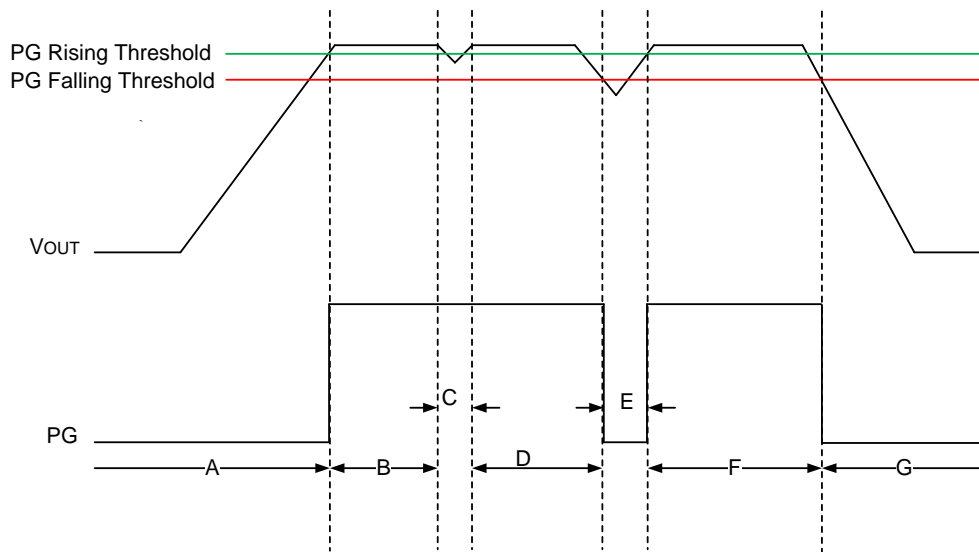 PG Rising Threshold
PG Falling Threshold
VOUT
C
E
PG
A
B
D
F
G